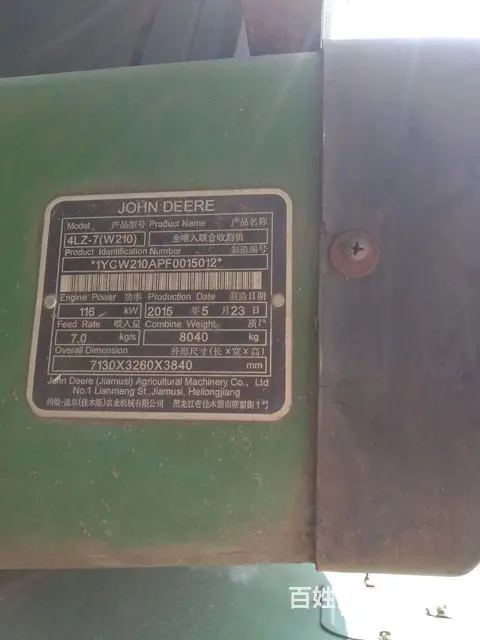 JOHN DEERE
Model 产品型号 Product Name 产品名称
4LZ-7(W210) 全喂入联合收割机
Product Identification Number 制造编号
*1YCW210APF0015012*
Engine Power 功率 Production Date 制造日期
116 kW 2015 年 5 月 23 日
Feed Rate 喂入量 Combine Weight 质量
7.0 kg/s 8040 kg
Overall Dimension 外形尺寸(长×宽×高)
7130X3260X3840 mm
John Deere (Jiamusi) Agricultural Machinery Co., Ltd
No.1 Lianmeng St.,Jiamusi, Heilongjiang
约翰·迪尔(佳木斯)农业机械有限公司 黑龙江省佳木斯市联盟街1号
百姓